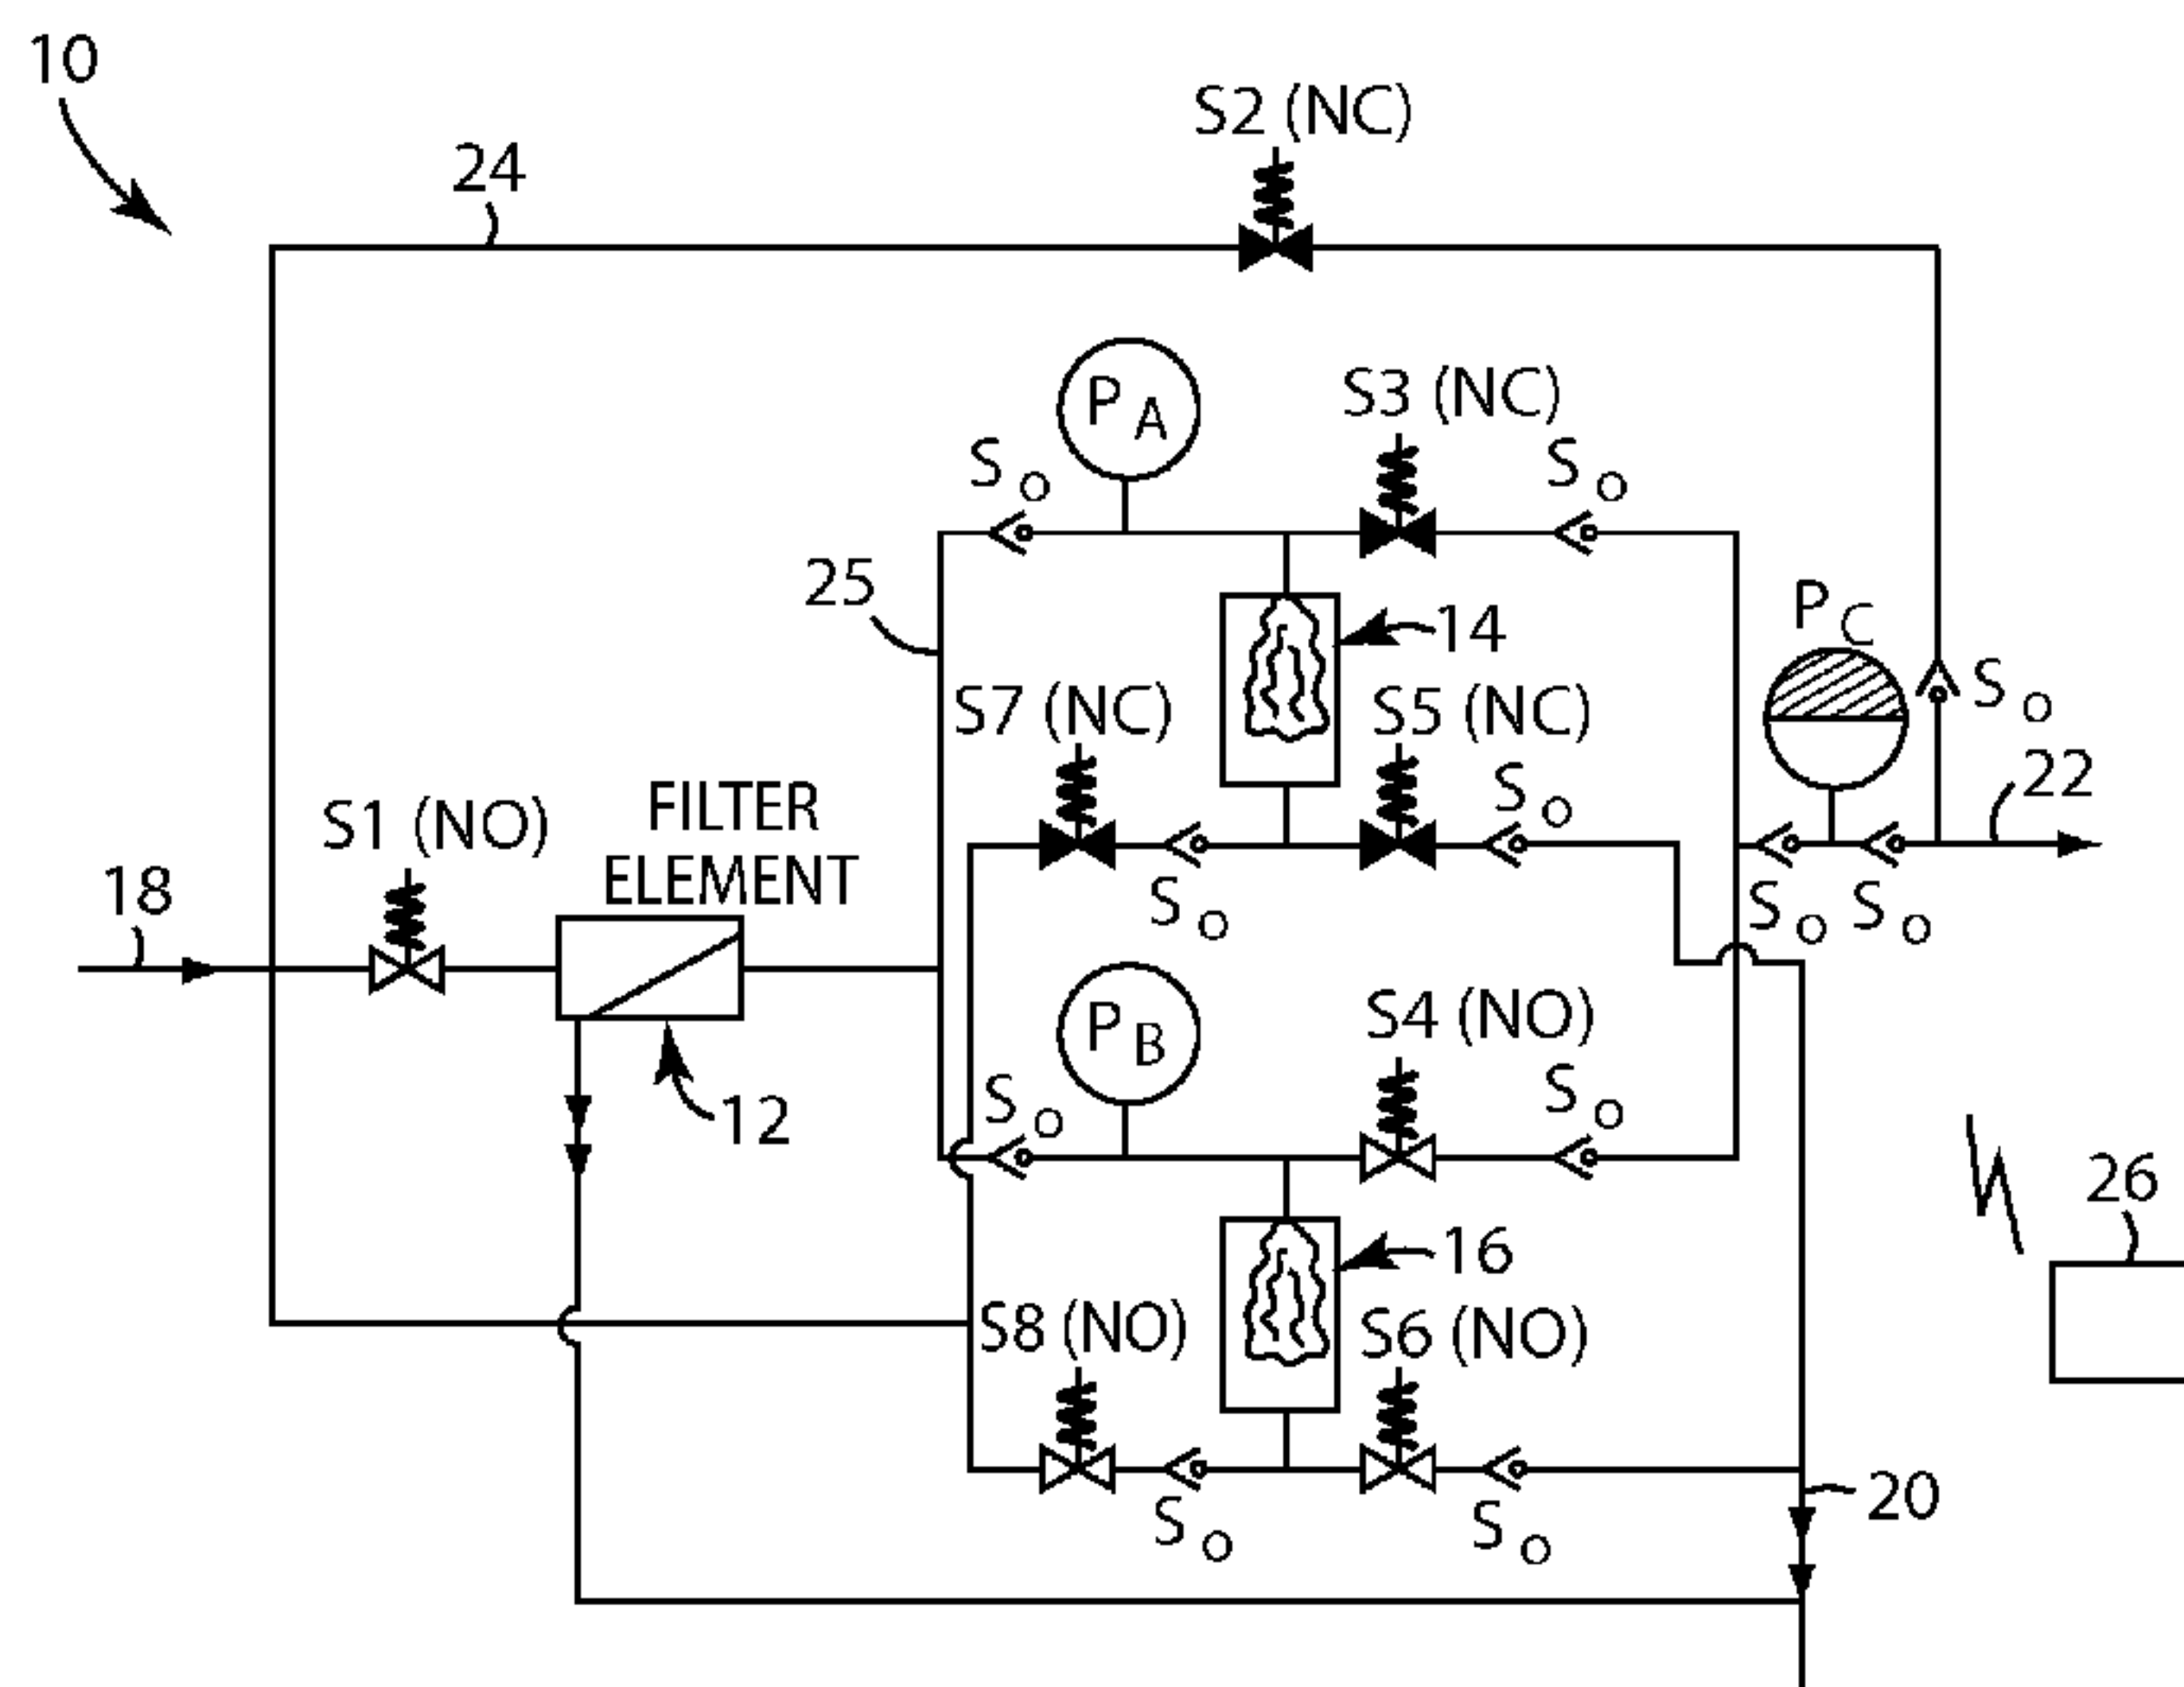 10
24
S2 (NC)
PA
S3 (NC)
So
So
25
14
PC
S7 (NC)
S5 (NC)
So
So
22
S1 (NO)
FILTER
ELEMENT
18
So
So
So
PB
S4 (NO)
So
So
12
26
16
S8 (NO)
S6 (NO)
So
So
20